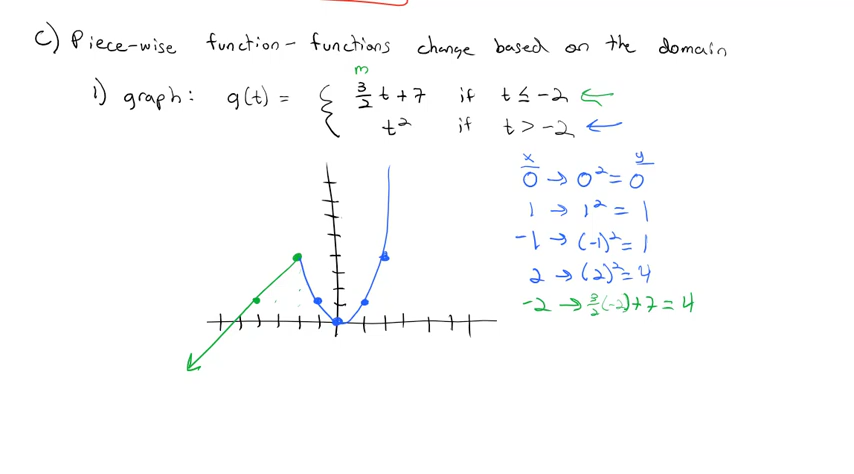 c) Piece-wise function - functions change based on the domain
i) graph: g(t) = { 3/2 t + 7 if t ≤ -2 ←
t² if t > -2 ←
m
x y
0 → 0² = 0
1 → 1² = 1
-1 → (-1)² = 1
2 → (2)² = 4
-2 → 3/2(-2) + 7 = 4